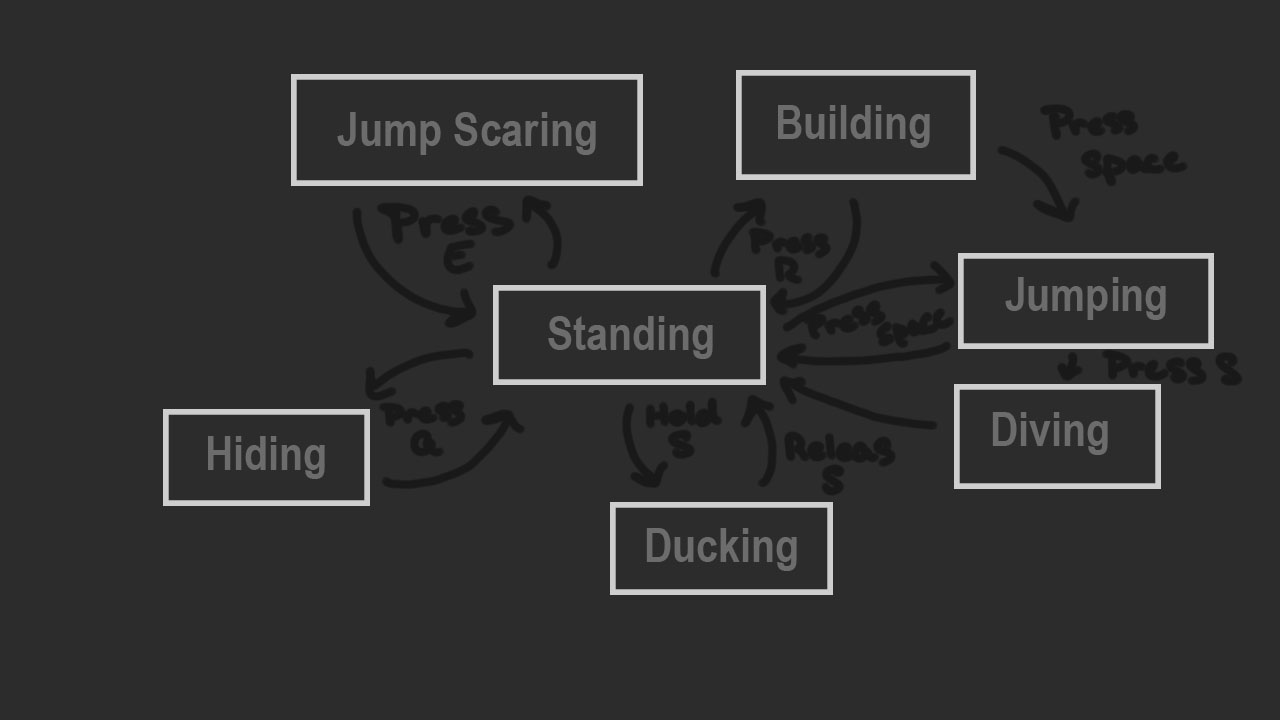 Jump Scaring
Building
Press
space
Press
E
Press
R
Jumping
Standing
Press
space
Press S
Press
Q
Hold
S
Releas
S
Diving
Hiding
Ducking